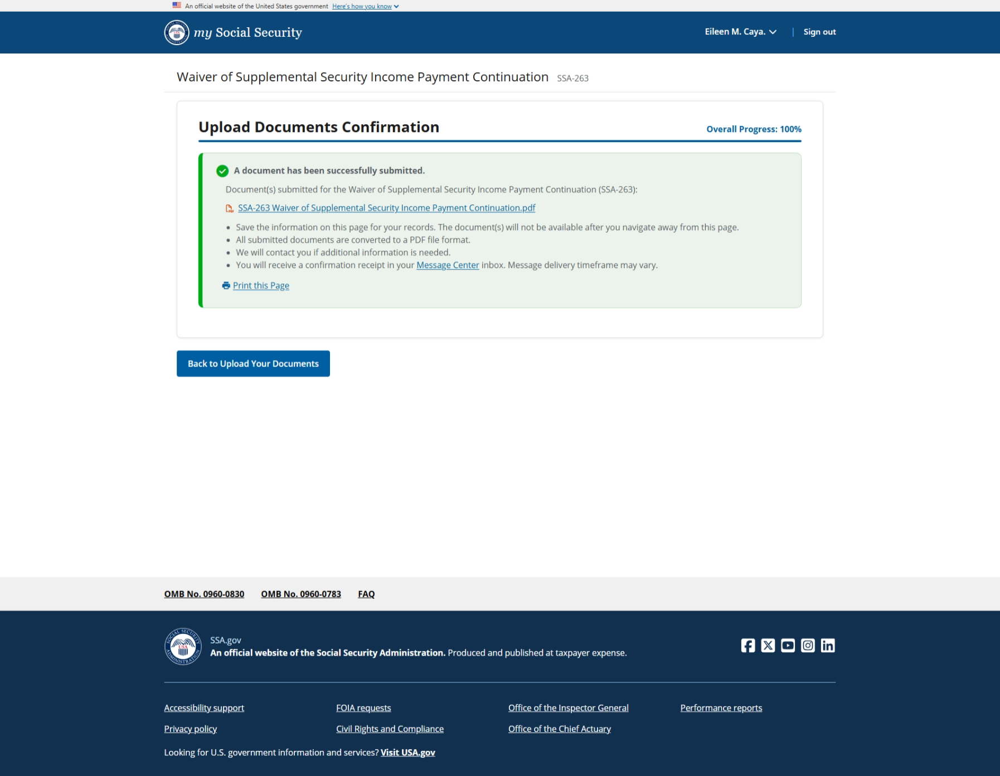 An official website of the United States government Here's how you know
my Social Security
Eileen M. Caya.
Sign out
Waiver of Supplemental Security Income Payment Continuation SSA-263
Upload Documents Confirmation
Overall Progress: 100%
A document has been successfully submitted.
Document(s) submitted for the Waiver of Supplemental Security Income Payment Continuation (SSA-263):
SSA-263 Waiver of Supplemental Security Income Payment Continuation.pdf
Save the information on this page for your records. The document(s) will not be available after you navigate away from this page.
All submitted documents are converted to a PDF file format.
We will contact you if additional information is needed.
You will receive a confirmation receipt in your Message Center inbox. Message delivery timeframe may vary.
Print this Page
Back to Upload Your Documents
OMB No. 0960-0830 OMB No. 0960-0783 FAQ
SOCIAL SECURITY ADMINISTRATION
USA
SSA.gov
An official website of the Social Security Administration. Produced and published at taxpayer expense.
Accessibility support
FOIA requests
Office of the Inspector General
Performance reports
Privacy policy
Civil Rights and Compliance
Office of the Chief Actuary
Looking for U.S. government information and services? Visit USA.gov